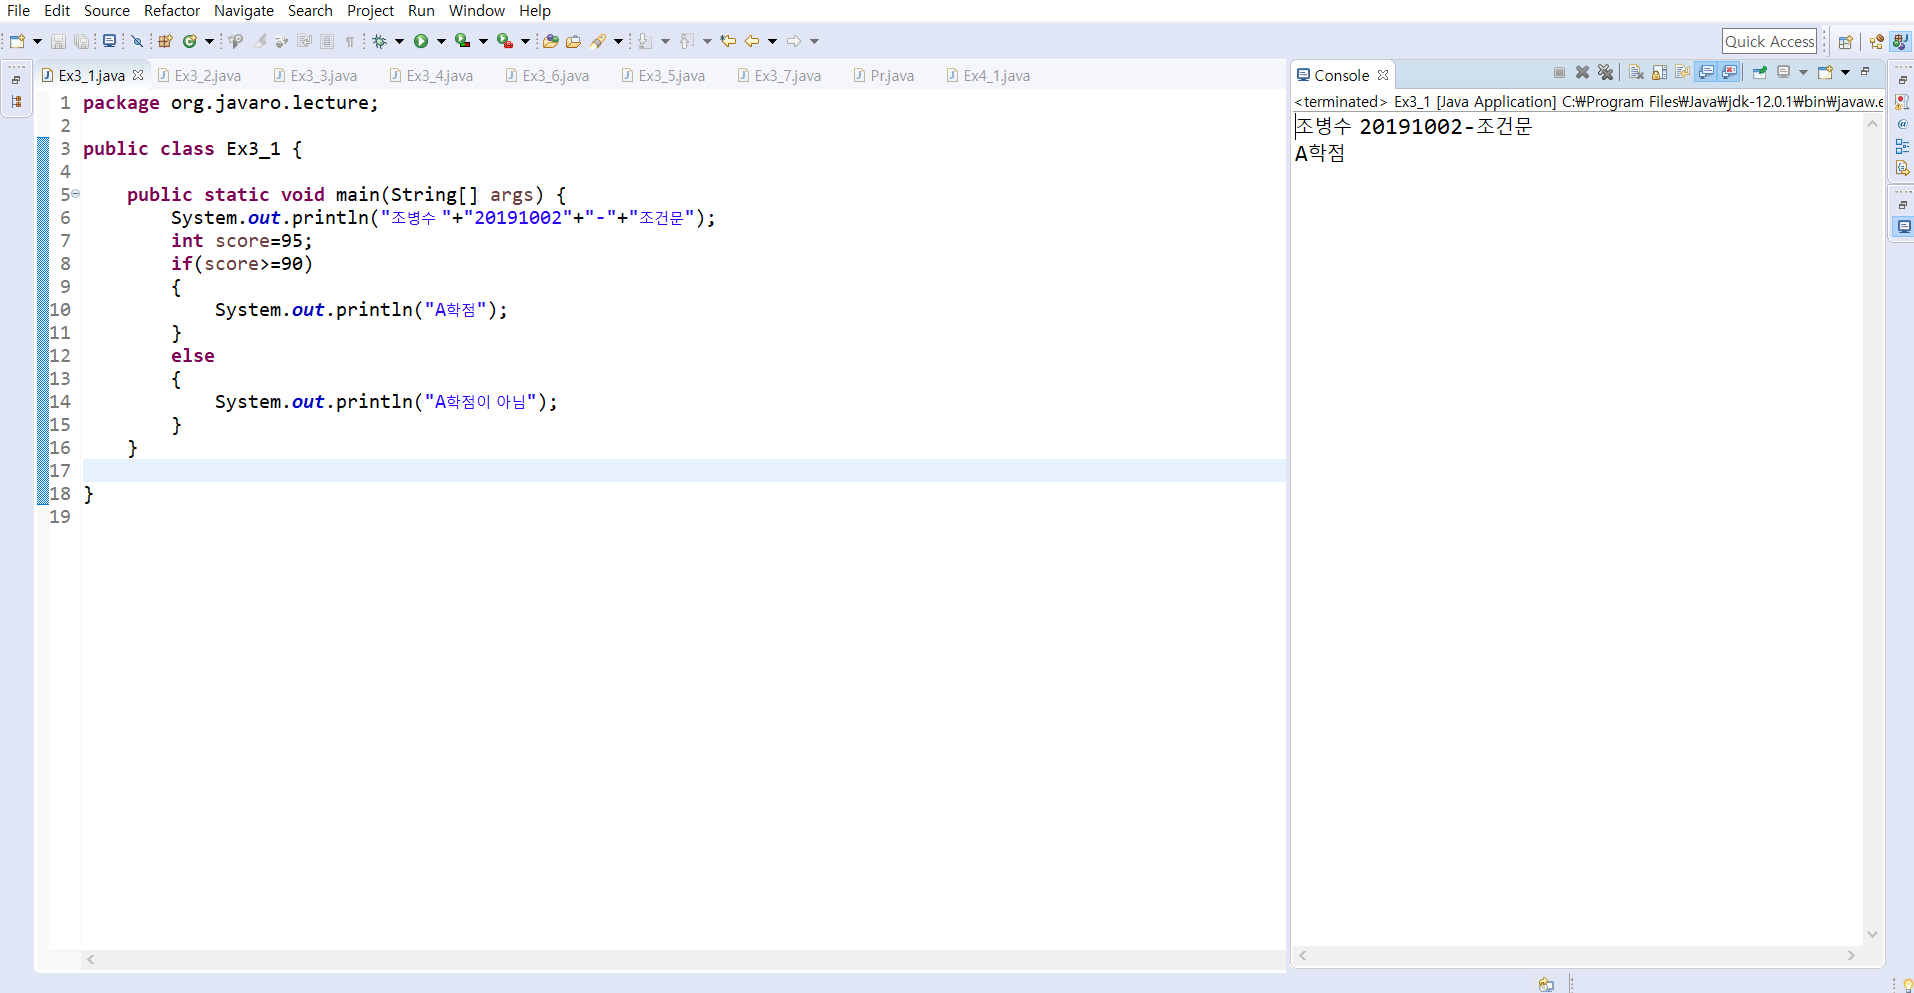 File Edit Source Refactor Navigate Search Project Run Window Help
Quick Access
Ex3_1.java Ex3_2.java Ex3_3.java Ex3_4.java Ex3_6.java Ex3_5.java Ex3_7.java Pr.java Ex4_1.java
1 package org.javaro.lecture;
2
3 public class Ex3_1 {
4
5 public static void main(String[] args) {
6 System.out.println("조병수 "+"20191002"+"-"+"조건문");
7 int score=95;
8 if(score>=90)
9 {
10 System.out.println("A학점");
11 }
12 else
13 {
14 System.out.println("A학점이 아님");
15 }
16 }
17
18 }
19
Console
<terminated> Ex3_1 [Java Application] C:₩Program Files₩Java₩jdk-12.0.1₩bin₩javaw.e
조병수 20191002-조건문
A학점